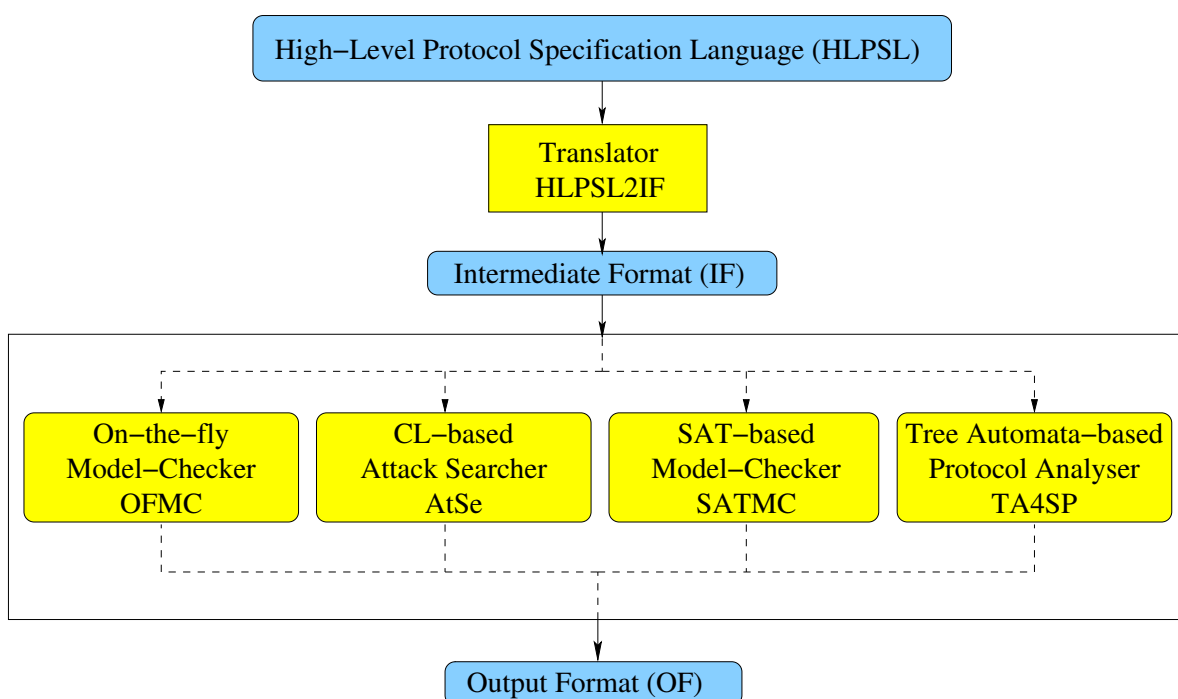 High−Level Protocol Specification Language (HLPSL)
Translator
HLPSL2IF
Intermediate Format (IF)
On−the−fly
Model−Checker
OFMC
CL−based
Attack Searcher
AtSe
SAT−based
Model−Checker
SATMC
Tree Automata−based
Protocol Analyser
TA4SP
Output Format (OF)